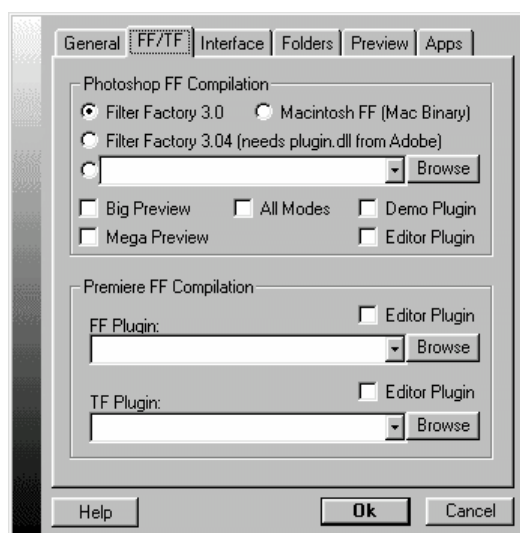 General FF/TF Interface Folders Preview Apps
Photoshop FF Compilation
Filter Factory 3.0 Macintosh FF (Mac Binary)
Filter Factory 3.04 (needs plugin.dll from Adobe)
Browse
Big Preview All Modes Demo Plugin
Mega Preview Editor Plugin
Premiere FF Compilation
Editor Plugin
FF Plugin:
Browse
Editor Plugin
TF Plugin:
Browse
Help Ok Cancel